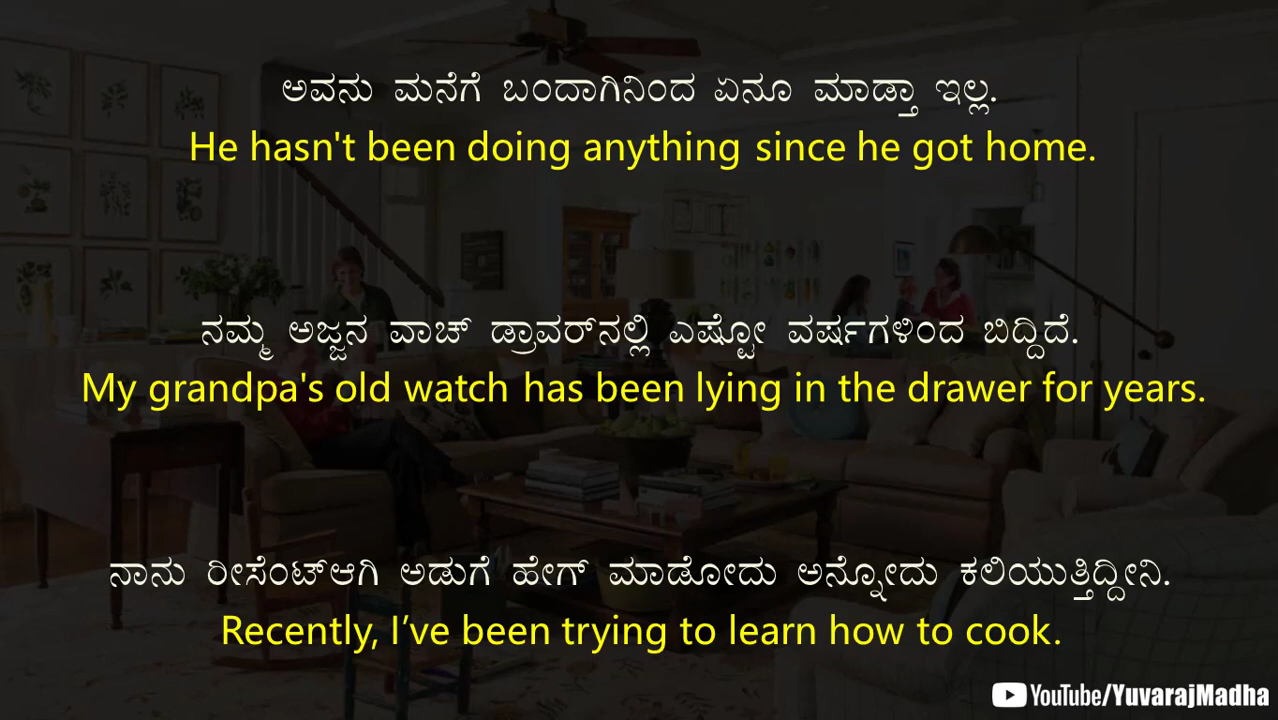 ಅವನು ಮನೆಗೆ ಬಂದಾಗಿನಿಂದ ಏನೂ ಮಾಡ್ತಾ ಇಲ್ಲ.
He hasn't been doing anything since he got home.
ನಮ್ಮ ಅಜ್ಜನ ವಾಚ್ ಡ್ರಾವರ್‌ನಲ್ಲಿ ಎಷ್ಟೋ ವರ್ಷಗಳಿಂದ ಬಿದ್ದಿದೆ.
My grandpa's old watch has been lying in the drawer for years.
ನಾನು ರೀಸೆಂಟ್‌ಆಗಿ ಅಡುಗೆ ಹೇಗ್ ಮಾಡೋದು ಅನ್ನೋದು ಕಲಿಯುತ್ತಿದ್ದೀನಿ.
Recently, I’ve been trying to learn how to cook.
YouTube/YuvarajMadha